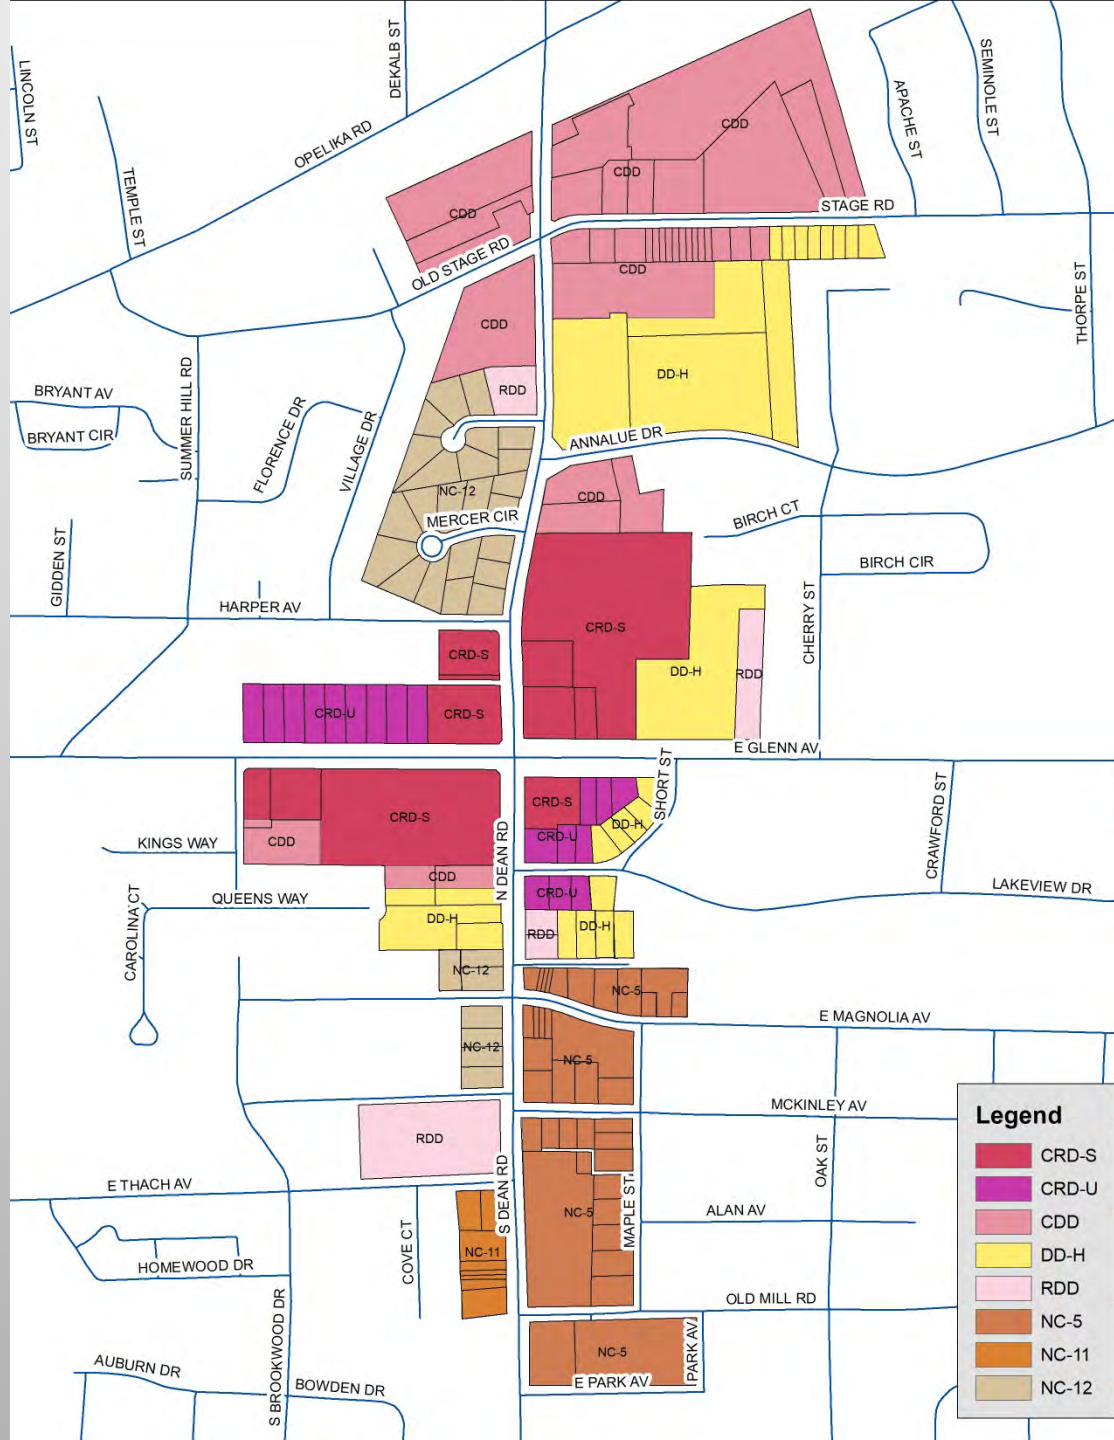 LINCOLN ST
DEKALB ST
OPELIKA RD
TEMPLE ST
CDD
CDD
CDD
APACHE ST
SEMINOLE ST
STAGE RD
OLD STAGE RD
CDD
THORPE ST
CDD
RDD
DD-H
BRYANT AV
BRYANT CIR
SUMMER HILL RD
FLORENCE DR
VILLAGE DR
ANNALUE DR
NC-12
MERCER CIR
CDD
BIRCH CT
BIRCH CIR
GIDDEN ST
HARPER AV
CHERRY ST
CRD-S
CRD-S
DD-H
RDD
CRD-U
CRD-S
E GLENN AV
SHORT ST
CRD-S
CRD-S
CDD
CRD-U
DD-H
KINGS WAY
N DEAN RD
CRAWFORD ST
CDD
CRD-U
LAKEVIEW DR
QUEENS WAY
CAROLINA CT
DD-H
RDD
DD-H
NC-12
NC-5
E MAGNOLIA AV
NC-12
NC-5
MCKINLEY AV
RDD
OAK ST
E THACH AV
S DEAN RD
NC-5
MAPLE ST
ALAN AV
COVE CT
NC-11
HOMEWOOD DR
OLD MILL RD
S BROOKWOOD DR
NC-5
PARK AV
E PARK AV
AUBURN DR
BOWDEN DR
Legend
CRD-S
CRD-U
CDD
DD-H
RDD
NC-5
NC-11
NC-12